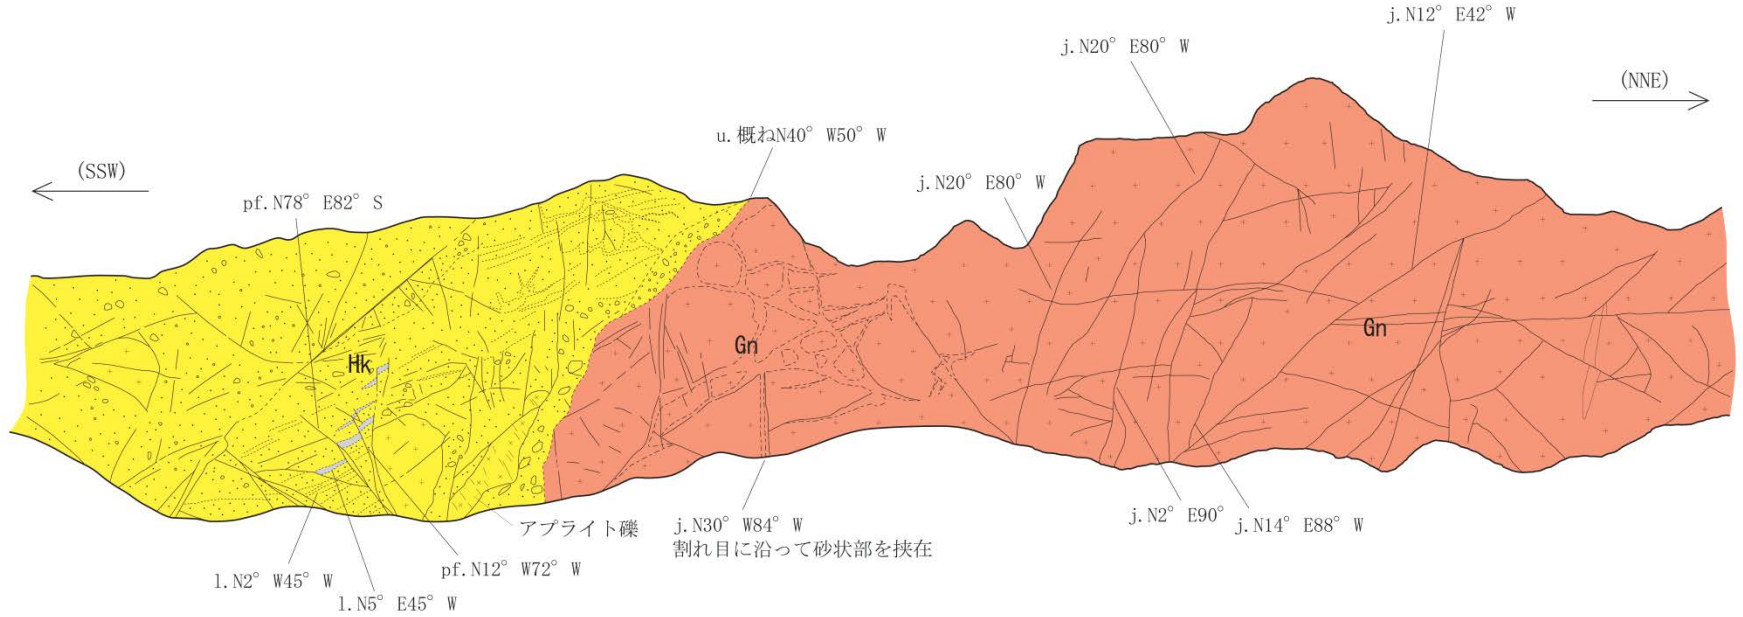 j. N12° E42° W
j. N20° E80° W
(NNE)
u. 概ねN40° W50° W
(SSW)
j. N20° E80° W
pf. N78° E82° S
Gn
Gn
Hk
アプライト礫
j. N30° W84° W
割れ目に沿って砂状部を挟在
j. N2° E90°
j. N14° E88° W
pf. N12° W72° W
l. N2° W45° W
l. N5° E45° W